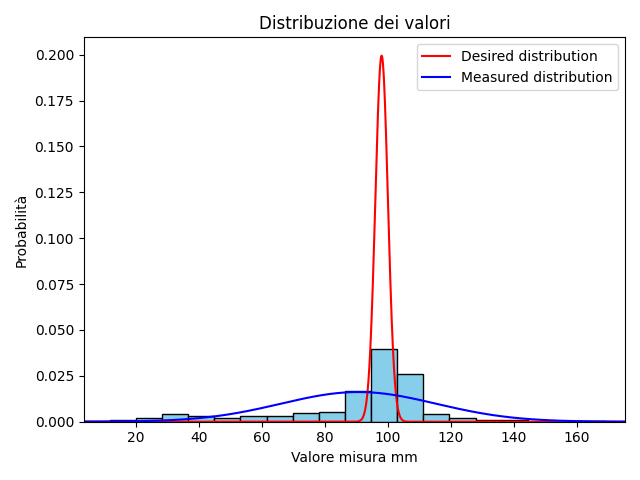 Distribuzione dei valori
Desired distribution
Measured distribution
Probabilità
0.200
0.175
0.150
0.125
0.100
0.075
0.050
0.025
0.000
20 40 60 80 100 120 140 160
Valore misura mm